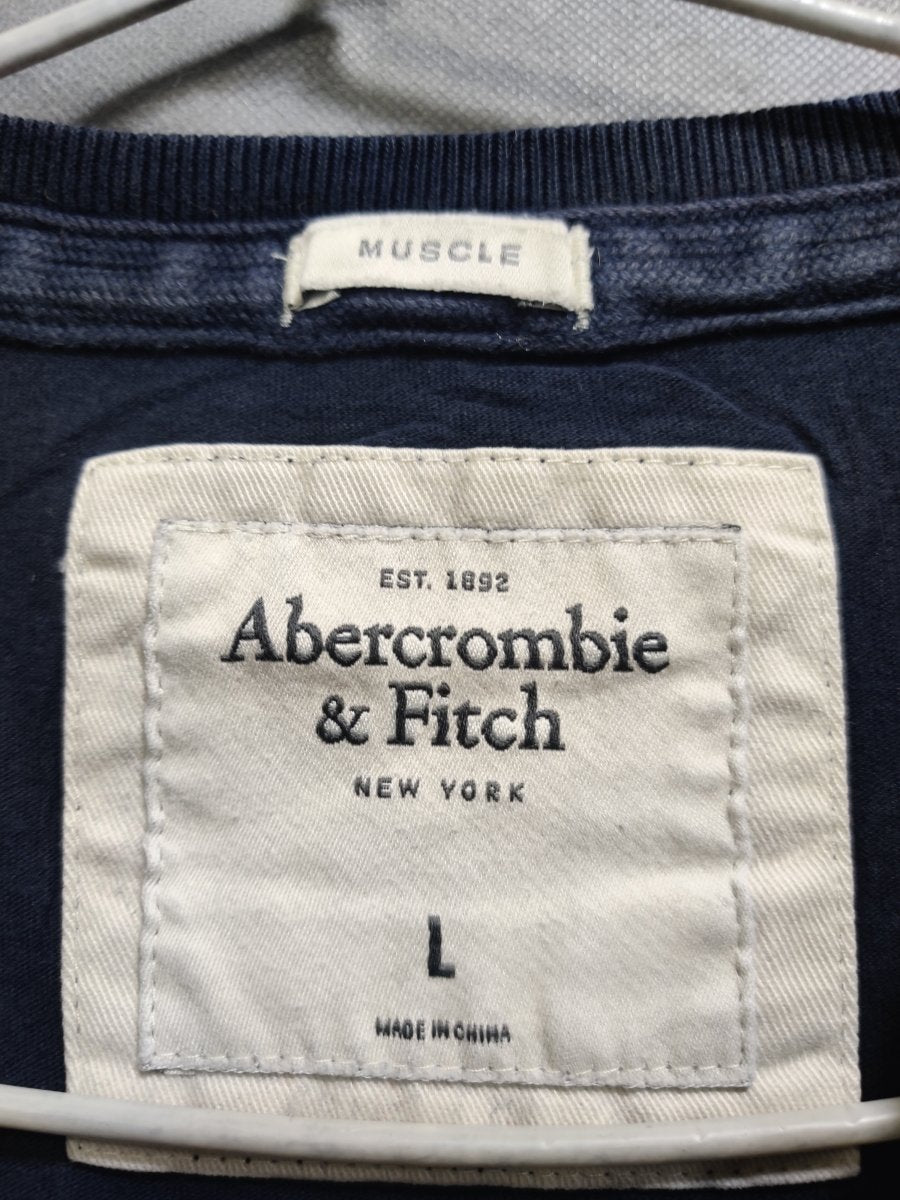 MUSCLE
EST. 1892
Abercrombie
& Fitch
NEW YORK
L
MADE IN CHINA